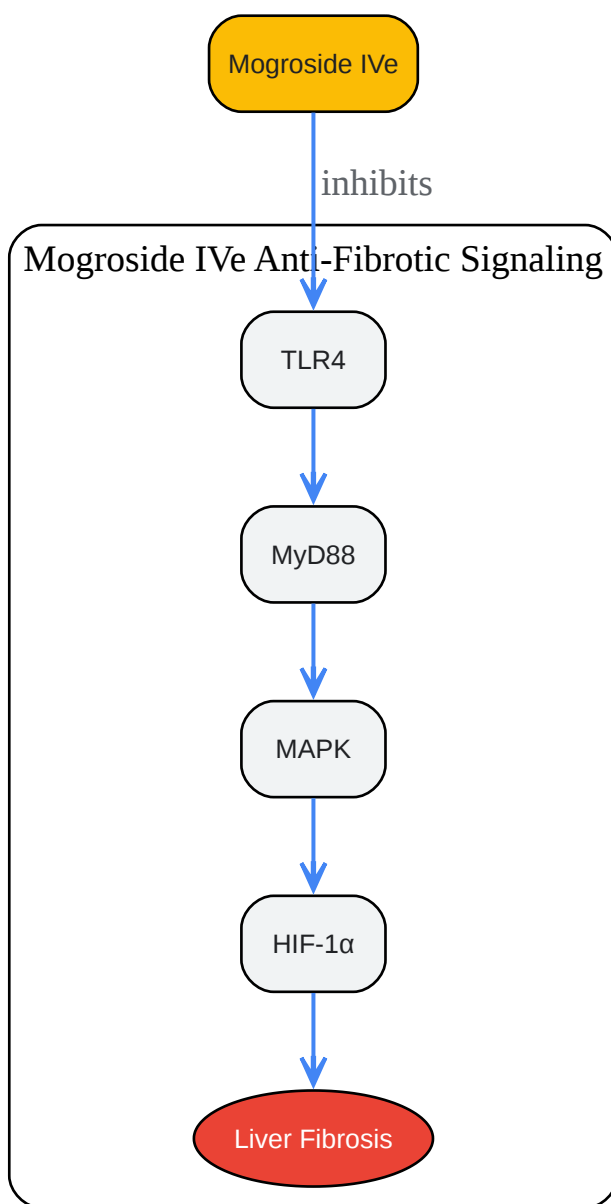 Mogroside IVe
inhibits
Mogroside IVe Anti-Fibrotic Signaling
TLR4
MyD88
MAPK
HIF-1α
Liver Fibrosis